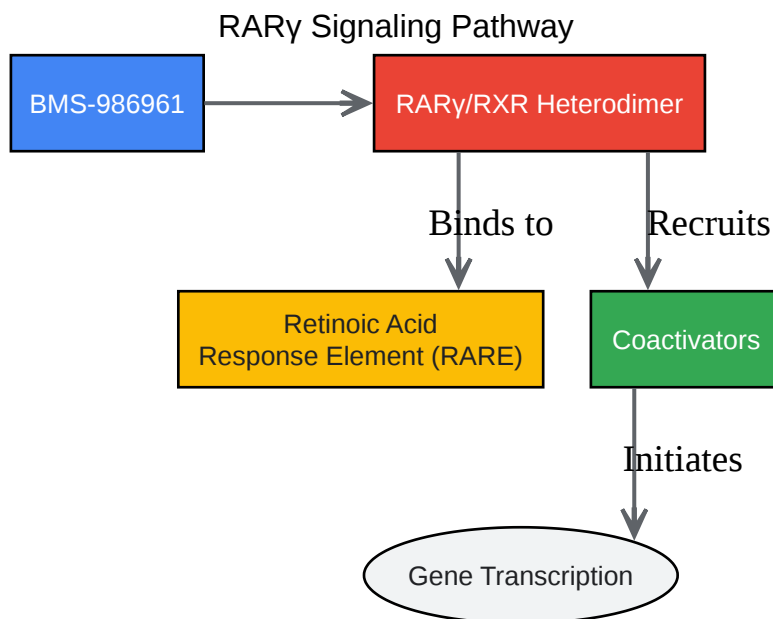 RARγ Signaling Pathway
BMS-986961
RARγ/RXR Heterodimer
Binds to
Recruits
Retinoic Acid
Response Element (RARE)
Coactivators
Initiates
Gene Transcription